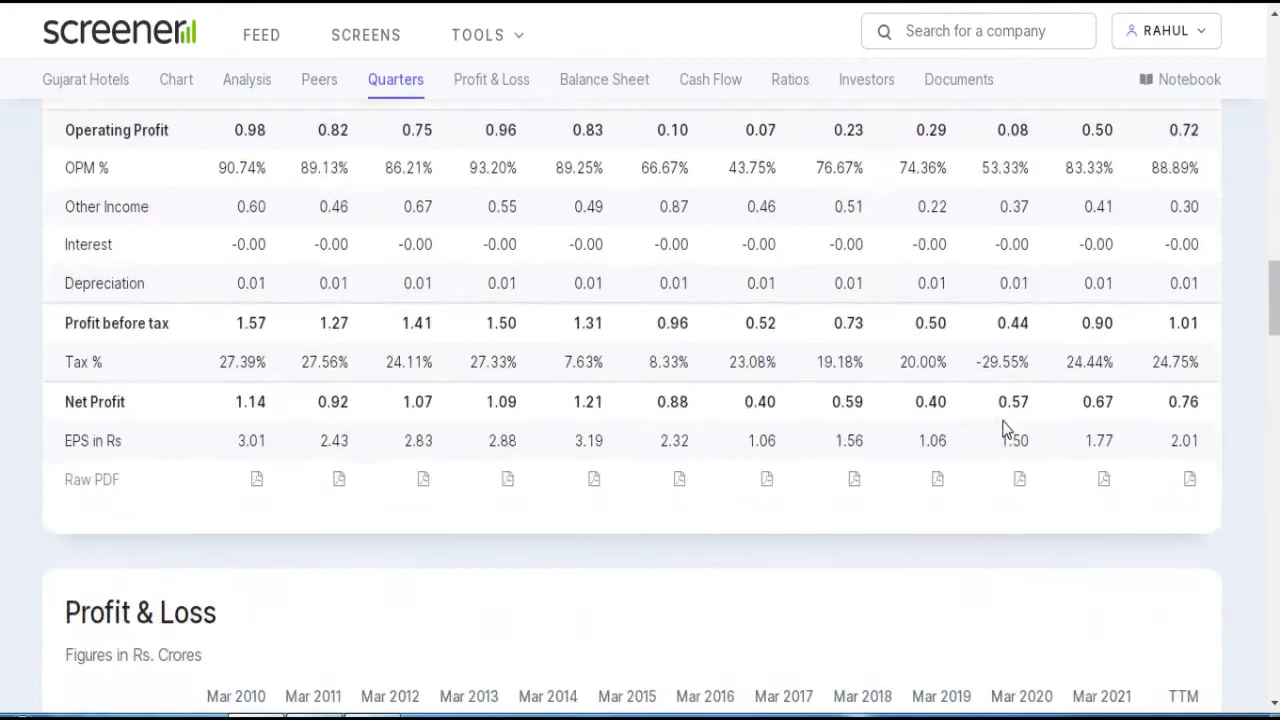 screener FEED SCREENS TOOLS Search for a company RAHUL
Gujarat Hotels Chart Analysis Peers Quarters Profit & Loss Balance Sheet Cash Flow Ratios Investors Documents Notebook
Operating Profit 0.98 0.82 0.75 0.96 0.83 0.10 0.07 0.23 0.29 0.08 0.50 0.72
OPM % 90.74% 89.13% 86.21% 93.20% 89.25% 66.67% 43.75% 76.67% 74.36% 53.33% 83.33% 88.89%
Other Income 0.60 0.46 0.67 0.55 0.49 0.87 0.46 0.51 0.22 0.37 0.41 0.30
Interest -0.00 -0.00 -0.00 -0.00 -0.00 -0.00 -0.00 -0.00 -0.00 -0.00 -0.00 -0.00
Depreciation 0.01 0.01 0.01 0.01 0.01 0.01 0.01 0.01 0.01 0.01 0.01 0.01
Profit before tax 1.57 1.27 1.41 1.50 1.31 0.96 0.52 0.73 0.50 0.44 0.90 1.01
Tax % 27.39% 27.56% 24.11% 27.33% 7.63% 8.33% 23.08% 19.18% 20.00% -29.55% 24.44% 24.75%
Net Profit 1.14 0.92 1.07 1.09 1.21 0.88 0.40 0.59 0.40 0.57 0.67 0.76
EPS in Rs 3.01 2.43 2.83 2.88 3.19 2.32 1.06 1.56 1.06 1.50 1.77 2.01
Raw PDF
Profit & Loss
Figures in Rs. Crores
Mar 2010 Mar 2011 Mar 2012 Mar 2013 Mar 2014 Mar 2015 Mar 2016 Mar 2017 Mar 2018 Mar 2019 Mar 2020 Mar 2021 TTM